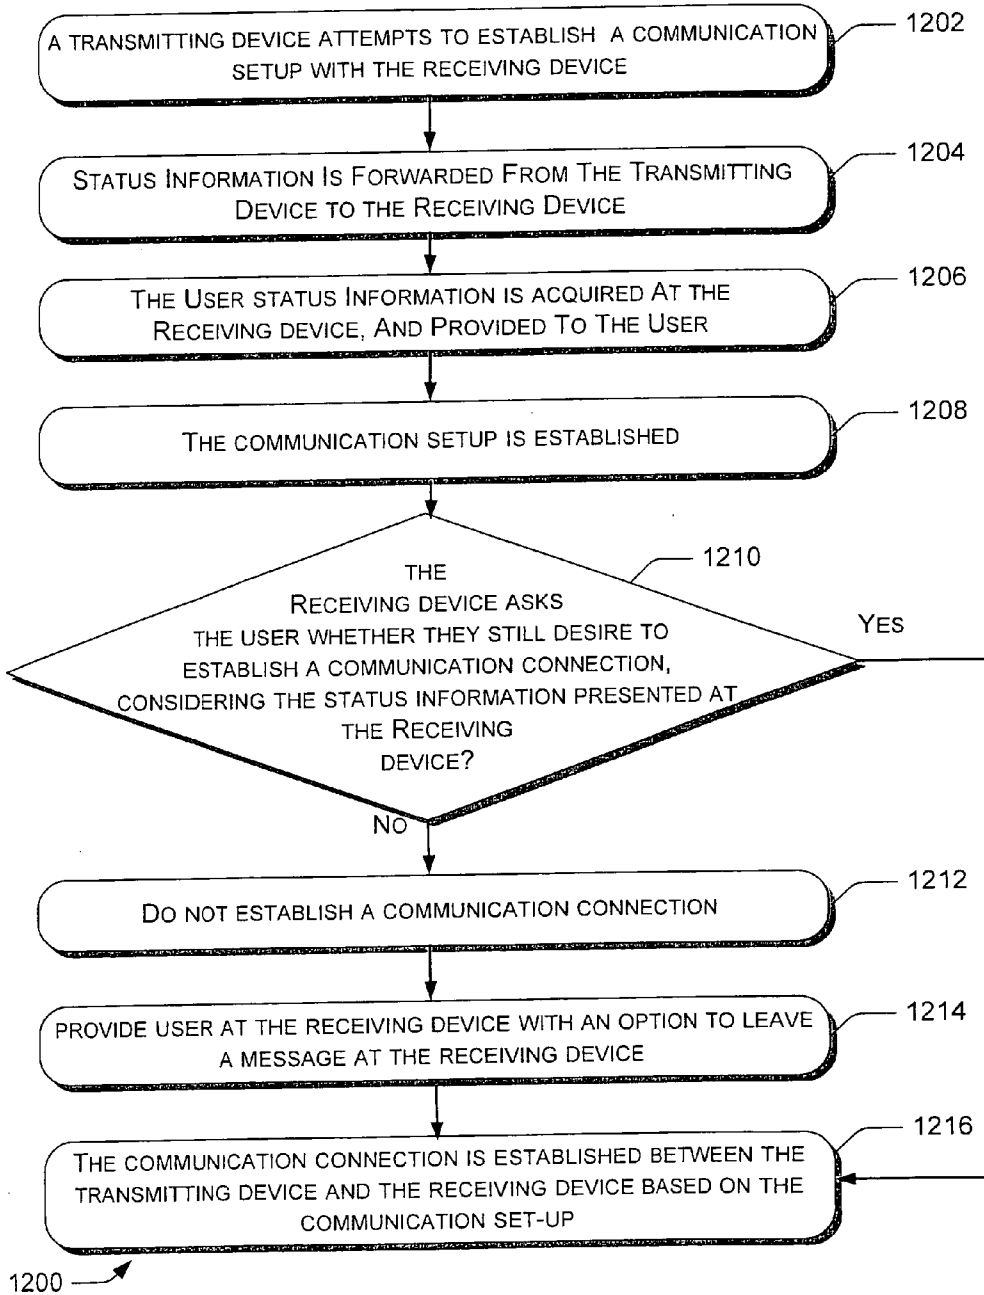 A TRANSMITTING DEVICE ATTEMPTS TO ESTABLISH A COMMUNICATION
SETUP WITH THE RECEIVING DEVICE
1202
STATUS INFORMATION IS FORWARDED FROM THE TRANSMITTING
DEVICE TO THE RECEIVING DEVICE
1204
THE USER STATUS INFORMATION IS ACQUIRED AT THE
RECEIVING DEVICE, AND PROVIDED TO THE USER
1206
THE COMMUNICATION SETUP IS ESTABLISHED
1208
THE
RECEIVING DEVICE ASKS
THE USER WHETHER THEY STILL DESIRE TO
ESTABLISH A COMMUNICATION CONNECTION,
CONSIDERING THE STATUS INFORMATION PRESENTED AT
THE RECEIVING
DEVICE?
1210
YES
NO
DO NOT ESTABLISH A COMMUNICATION CONNECTION
1212
PROVIDE USER AT THE RECEIVING DEVICE WITH AN OPTION TO LEAVE
A MESSAGE AT THE RECEIVING DEVICE
1214
THE COMMUNICATION CONNECTION IS ESTABLISHED BETWEEN THE
TRANSMITTING DEVICE AND THE RECEIVING DEVICE BASED ON THE
COMMUNICATION SET-UP
1216
1200